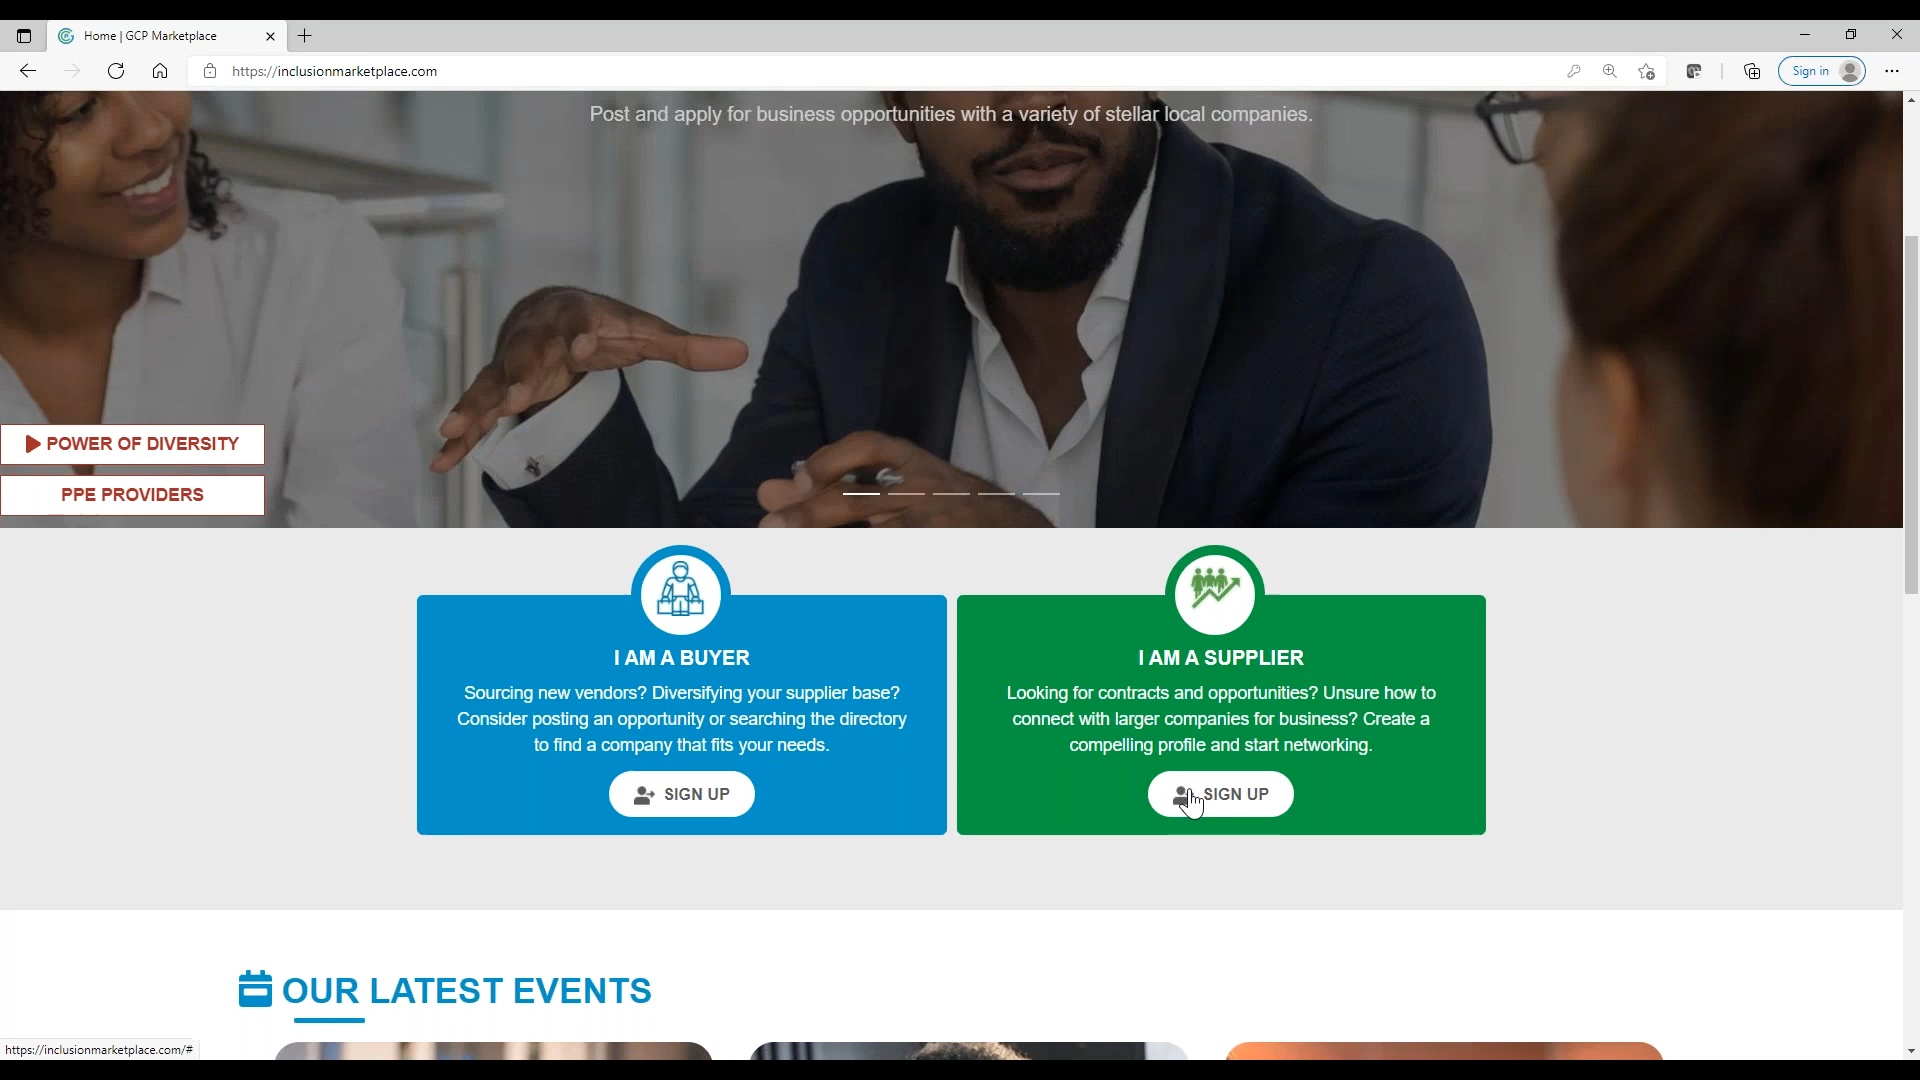 Home | GCP Marketplace
https://inclusionmarketplace.com
Sign in
Post and apply for business opportunities with a variety of stellar local companies.
POWER OF DIVERSITY
PPE PROVIDERS
I AM A BUYER
Sourcing new vendors? Diversifying your supplier base?
Consider posting an opportunity or searching the directory
to find a company that fits your needs.
SIGN UP
I AM A SUPPLIER
Looking for contracts and opportunities? Unsure how to
connect with larger companies for business? Create a
compelling profile and start networking.
SIGN UP
OUR LATEST EVENTS
https://inclusionmarketplace.com/#